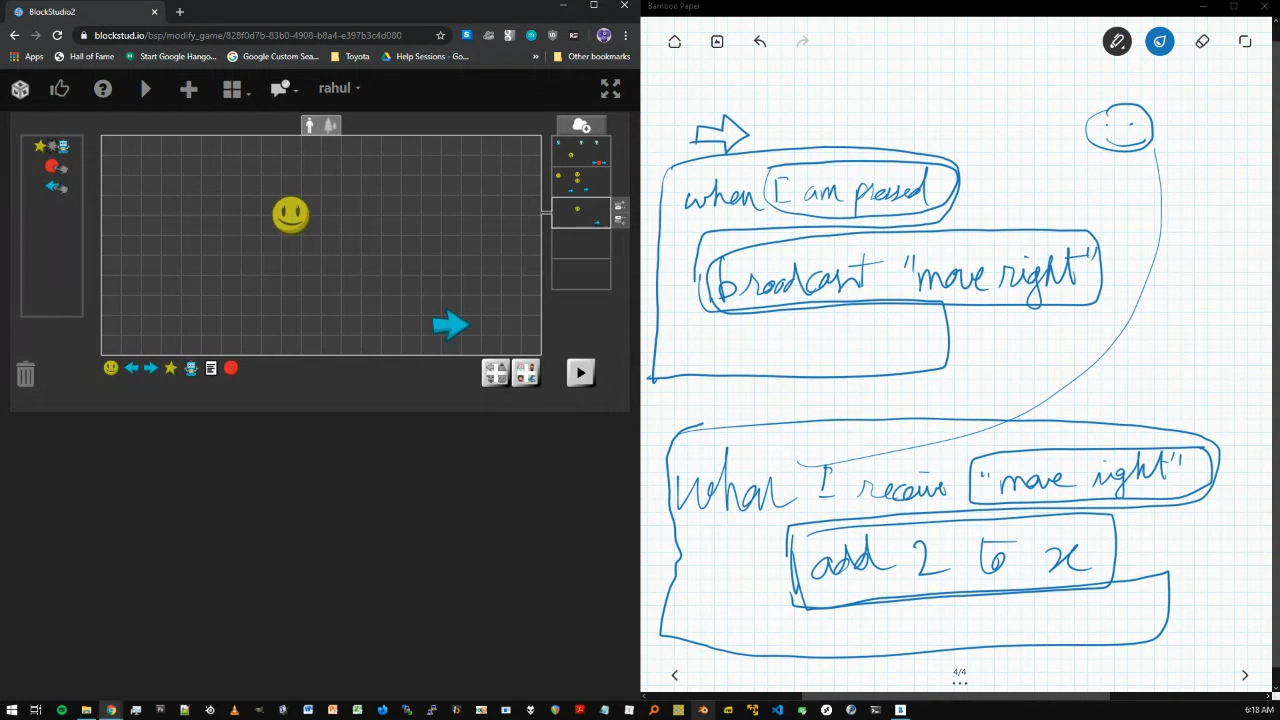 BlockStudio2
blockstud.io/bsp/modify_game/828f0d7b-83b0-4908-b8a4-e397b3c4d080
Apps
Hall of Fame
Start Google Hango...
Google Custom Sea...
Toyota
Help Sessions - Go...
»
Other bookmarks
rahul
Bamboo Paper
when I am pressed
broadcast "move right"
When I receive "move right"
add 2 to x
4/4
6:18 AM